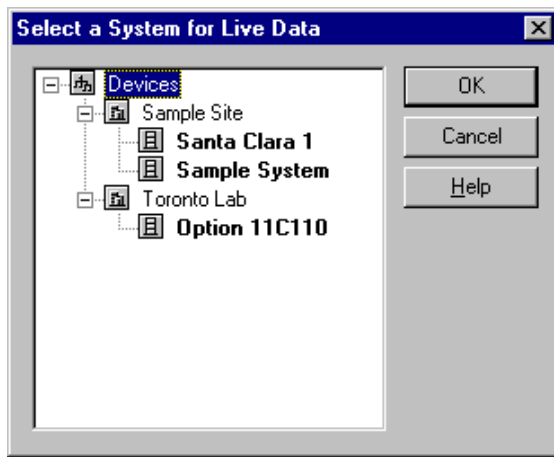 Select a System for Live Data
Devices
Sample Site
Santa Clara 1
Sample System
Toronto Lab
Option 11C110
OK
Cancel
Help